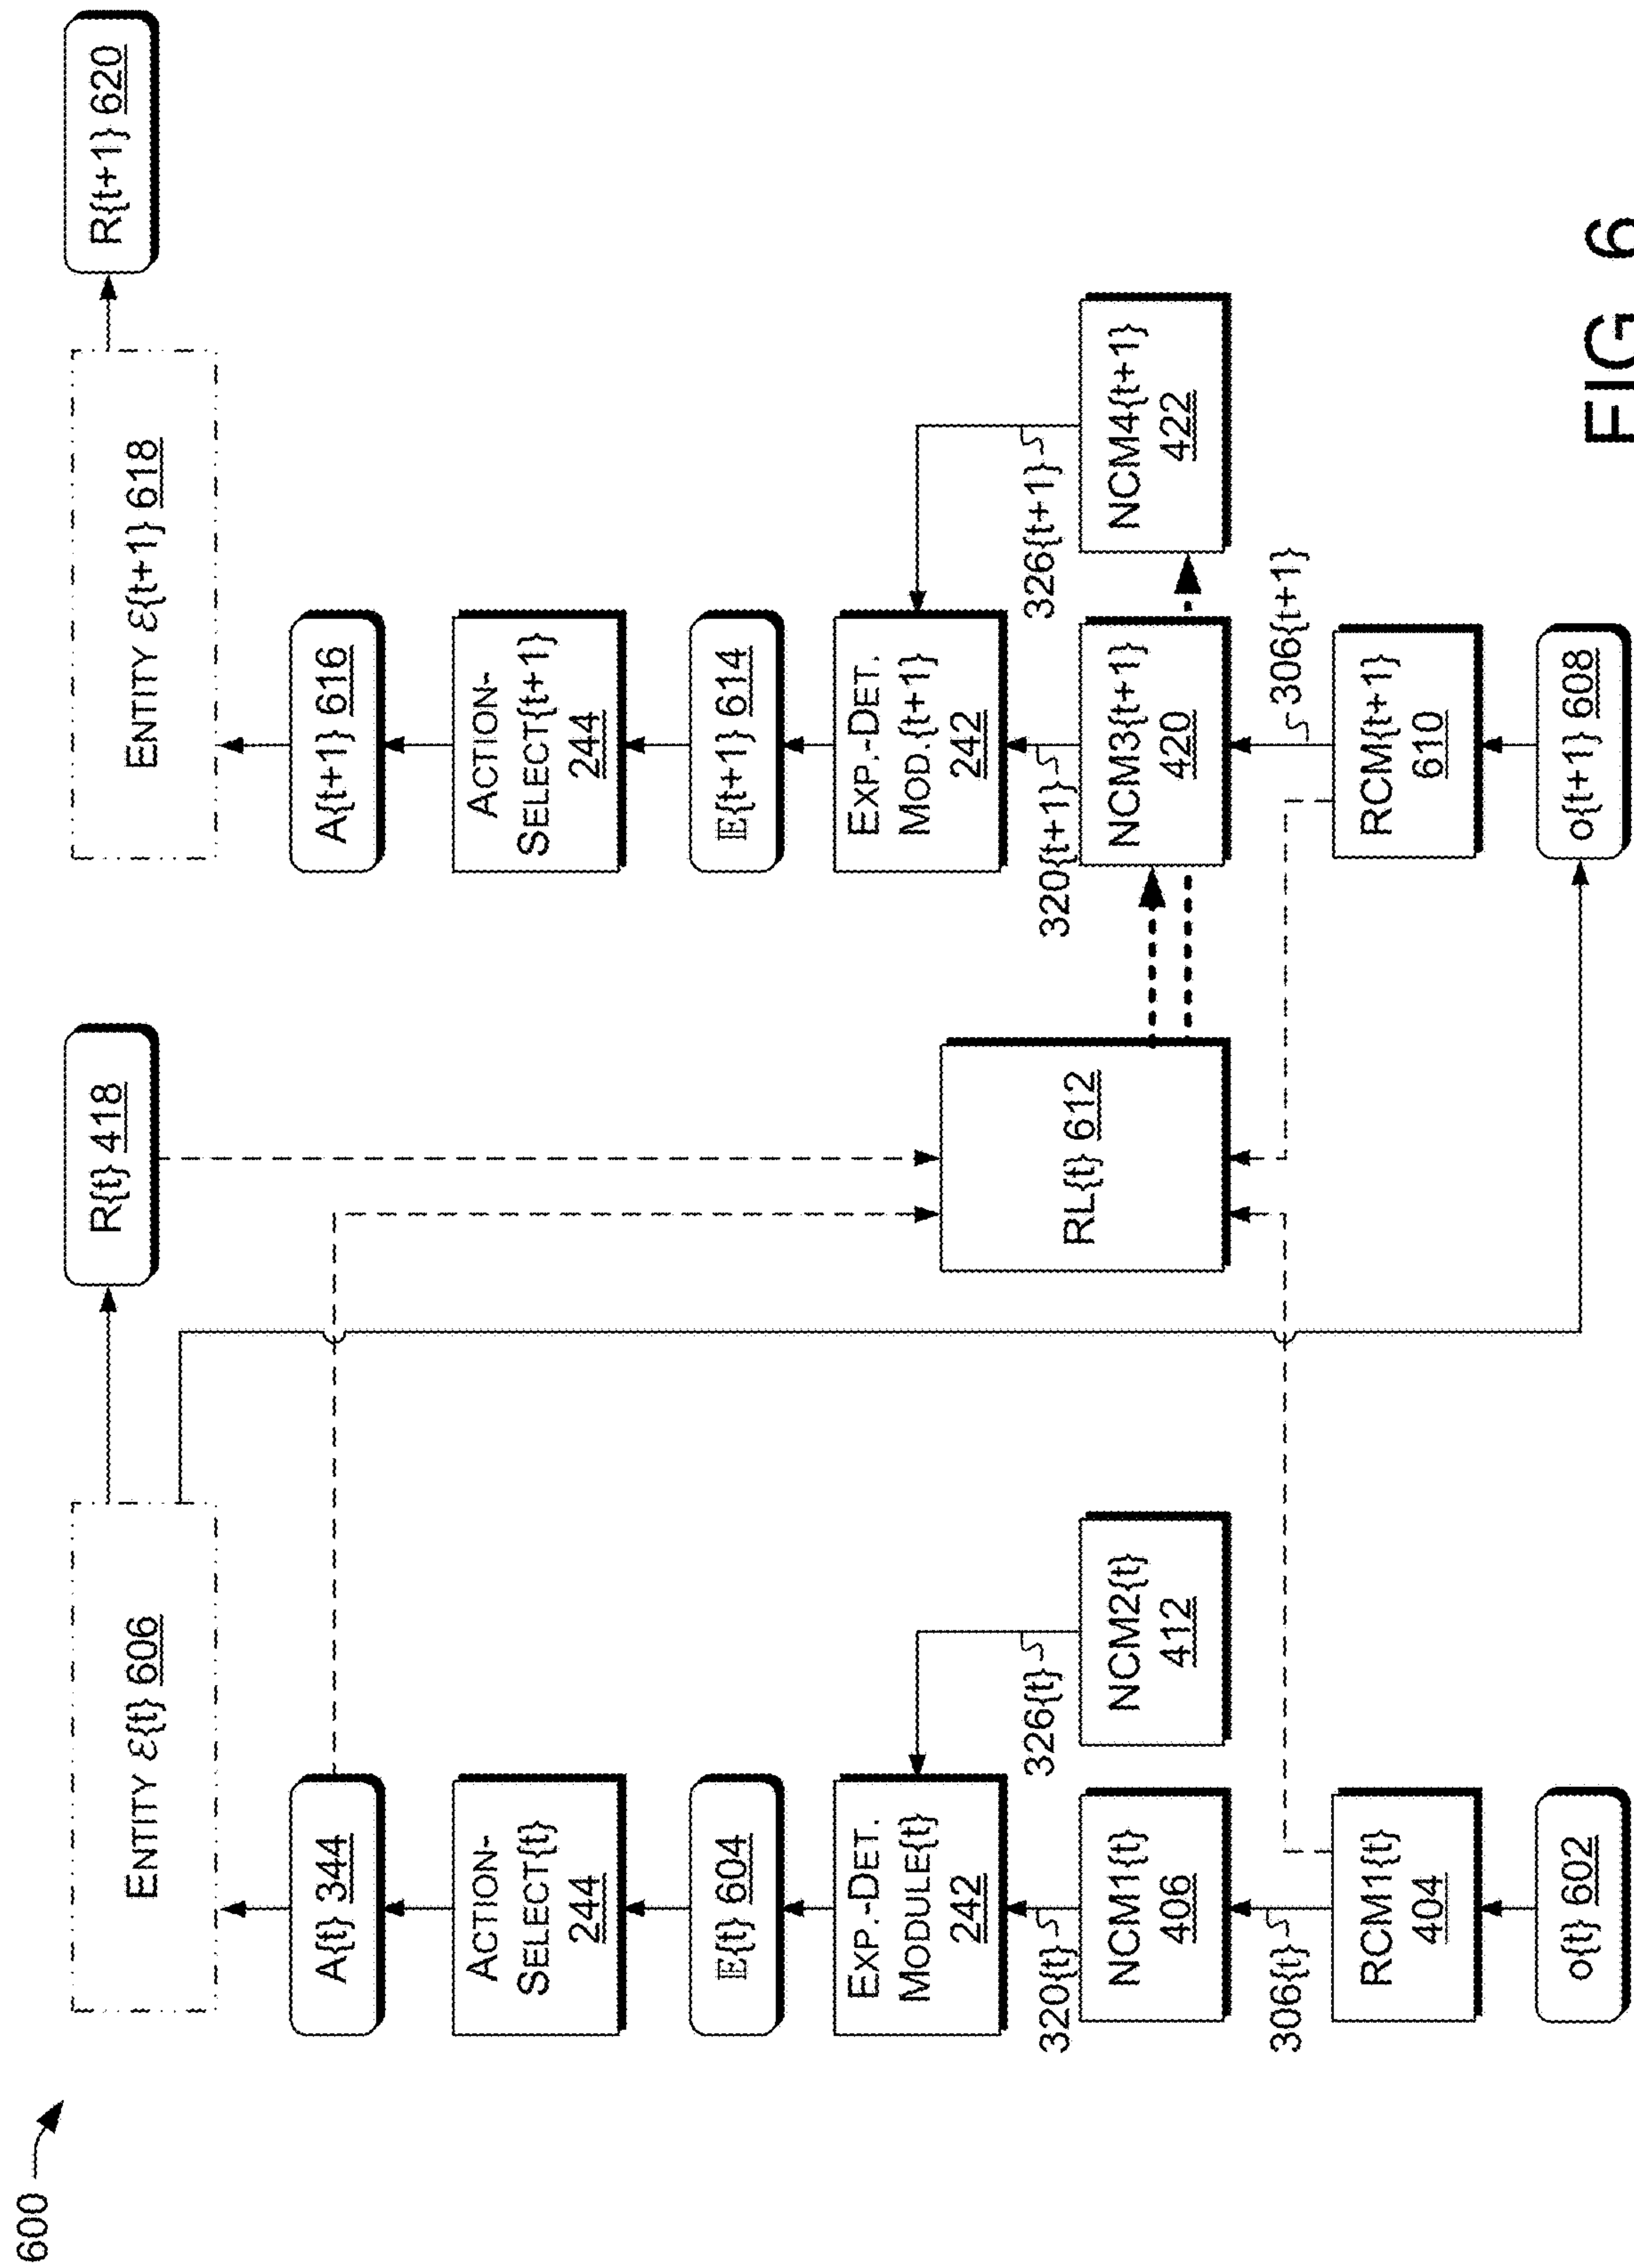 600
ENTITY ℰ{t} 606
R{t} 418
ENTITY ℰ{t+1} 618
R{t+1} 620
A{t} 344
A{t+1} 616
ACTION-
SELECT{t}
244
ACTION-
SELECT{t+1}
244
𝔼{t} 604
𝔼{t+1} 614
EXP.-DET.
MODULE{t}
242
EXP.-DET.
MOD.{t+1}
242
320{t}
326{t}
320{t+1}
326{t+1}
NCM1{t}
406
NCM2{t}
412
RL{t} 612
NCM3{t+1}
420
NCM4{t+1}
422
306{t}
306{t+1}
RCM1{t}
404
RCM{t+1}
610
o{t} 602
o{t+1} 608
FIG. 6